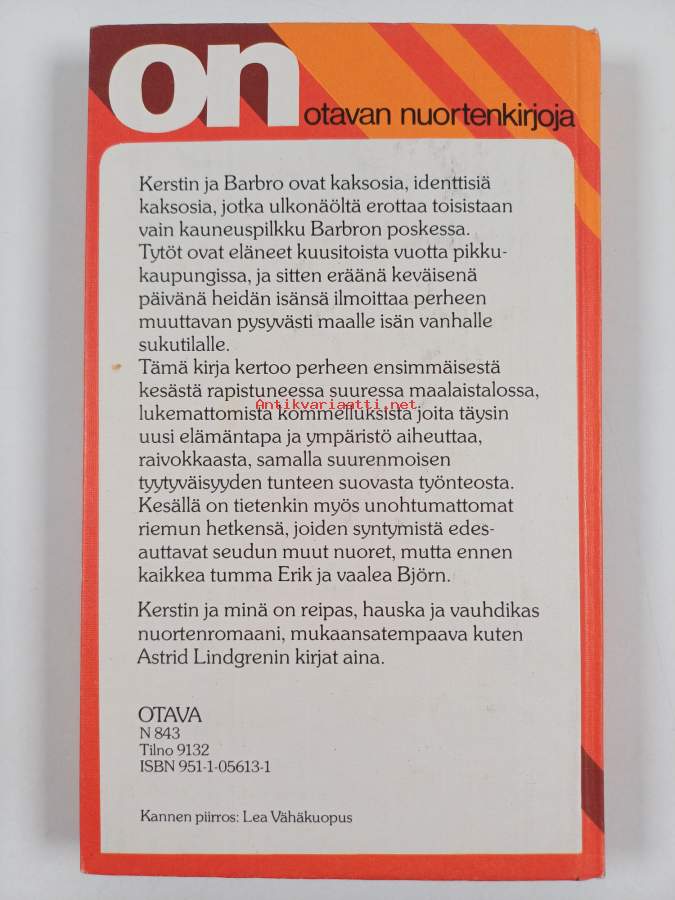 on
otavan nuortenkirjoja
Kerstin ja Barbro ovat kaksosia, identtisiä
kaksosia, jotka ulkonäöltä erottaa toisistaan
vain kauneuspilkku Barbron poskessa.
Tytöt ovat eläneet kuusitoista vuotta pikku-
kaupungissa, ja sitten eräänä keväisenä
päivänä heidän isänsä ilmoittaa perheen
muuttavan pysyvästi maalle isän vanhalle
sukutilalle.
Tämä kirja kertoo perheen ensimmäisestä
kesästä rapistuneessa suuressa maalaistalossa,
Antikvariaatti.net
lukemattomista kommelluksista joita täysin
uusi elämäntapa ja ympäristö aiheuttaa,
raivokkaasta, samalla suurenmoisen
tyytyväisyyden tunteen suovasta työnteosta.
Kesällä on tietenkin myös unohtumattomat
riemun hetkensä, joiden syntymistä edes-
auttavat seudun muut nuoret, mutta ennen
kaikkea tumma Erik ja vaalea Björn.
Kerstin ja minä on reipas, hauska ja vauhdikas
nuortenromaani, mukaansatempaava kuten
Astrid Lindgrenin kirjat aina.
OTAVA
N 843
Tilno 9132
ISBN 951-1-05613-1
Kannen piirros: Lea Vähäkuopus